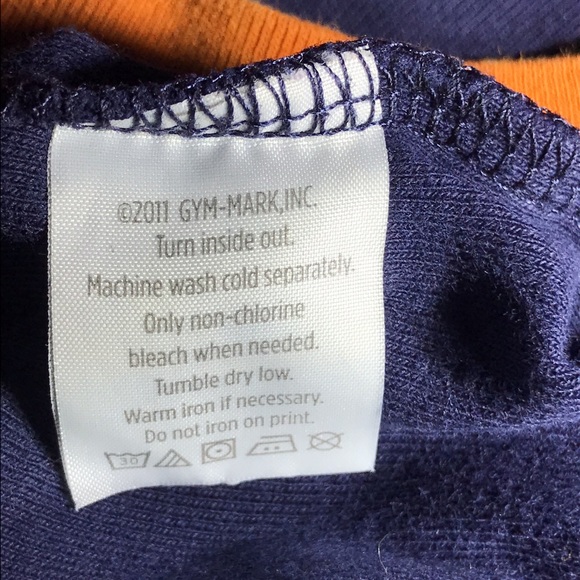 ©2011 GYM-MARK,INC.
Turn inside out.
Machine wash cold separately.
Only non-chlorine
bleach when needed.
Tumble dry low.
Warm iron if necessary.
Do not iron on print.
30